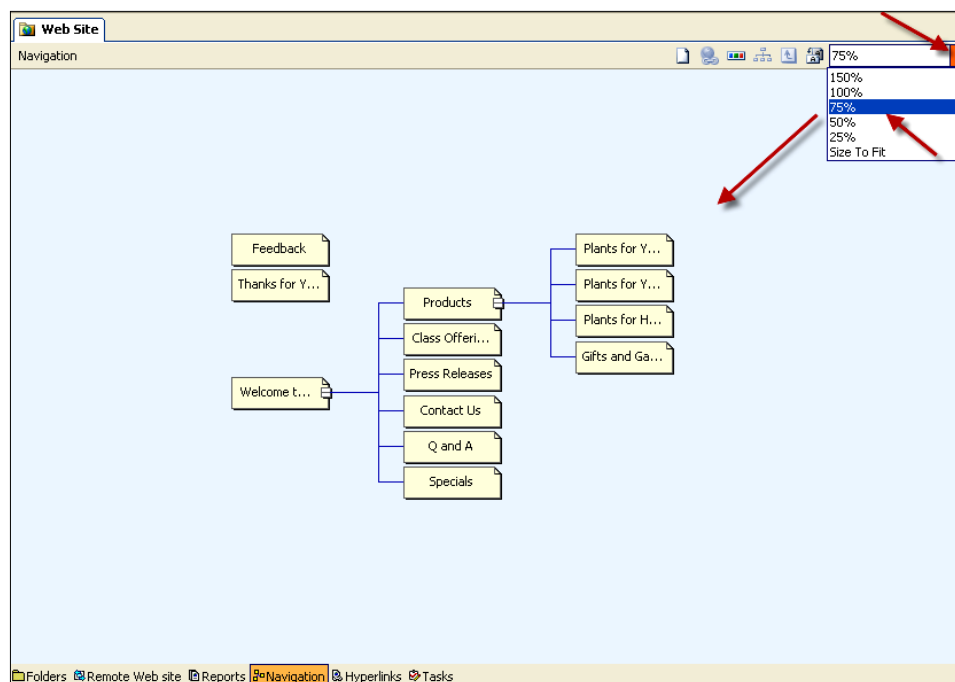 Web Site
Navigation
75%
150%
100%
75%
50%
25%
Size To Fit
Feedback
Thanks for Y...
Welcome t...
Products
Class Offeri...
Press Releases
Contact Us
Q and A
Specials
Plants for Y...
Plants for Y...
Plants for H...
Gifts and Ga...
Folders Remote Web site Reports Navigation Hyperlinks Tasks